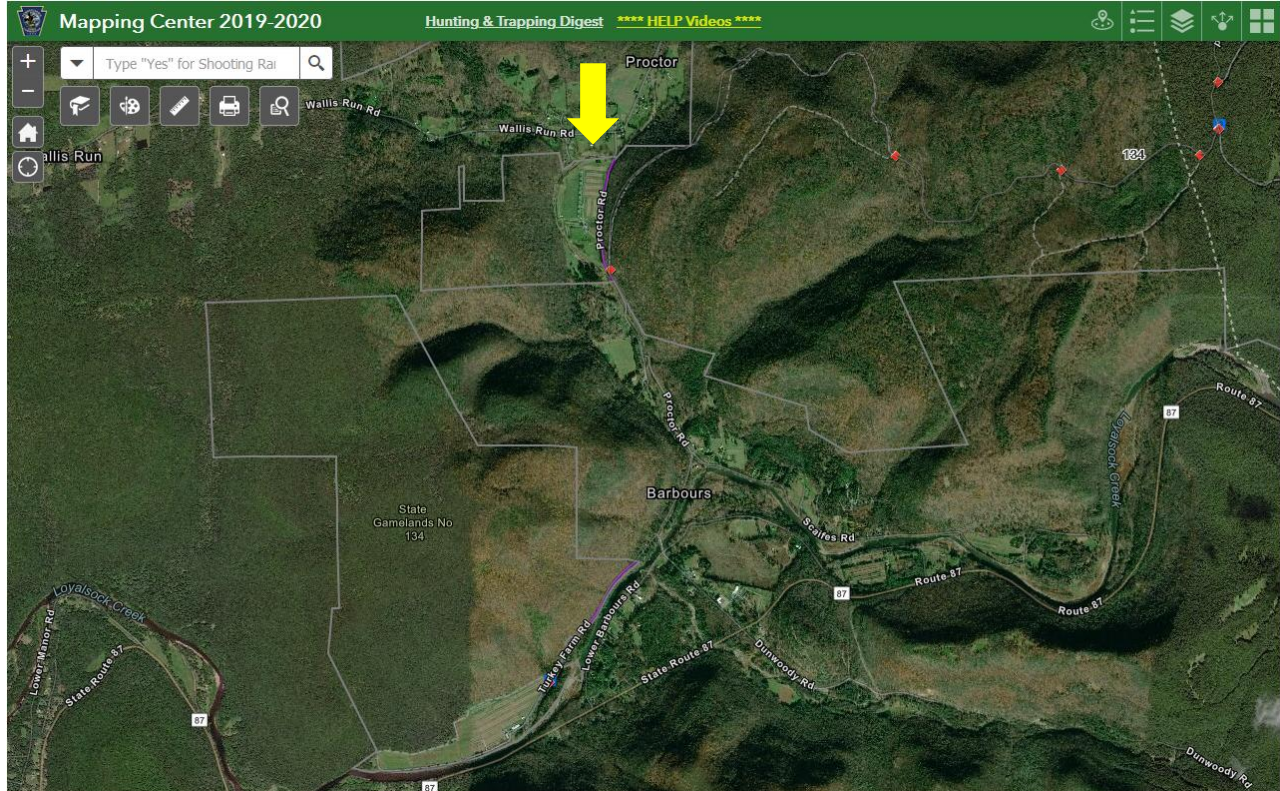 Mapping Center 2019-2020
Hunting & Trapping Digest
**** HELP Videos ****
+
Type "Yes" for Shooting Ra
−
Proctor
Wallis Run Rd
Wallis Run Rd
allis Run
134
Proctor Rd
Route 87
87
Proctor Rd
Loyalsock Creek
Barbours
State
Gamelands No
134
Scaifes Rd
Route 87
87
Route 87
Loyalsock Creek
Lower Manor Rd
State Route 87
87
Turkey Farm Rd
Lower Barbours Rd
State Route 87
Dunwoody Rd
Dunwoody Rd
87